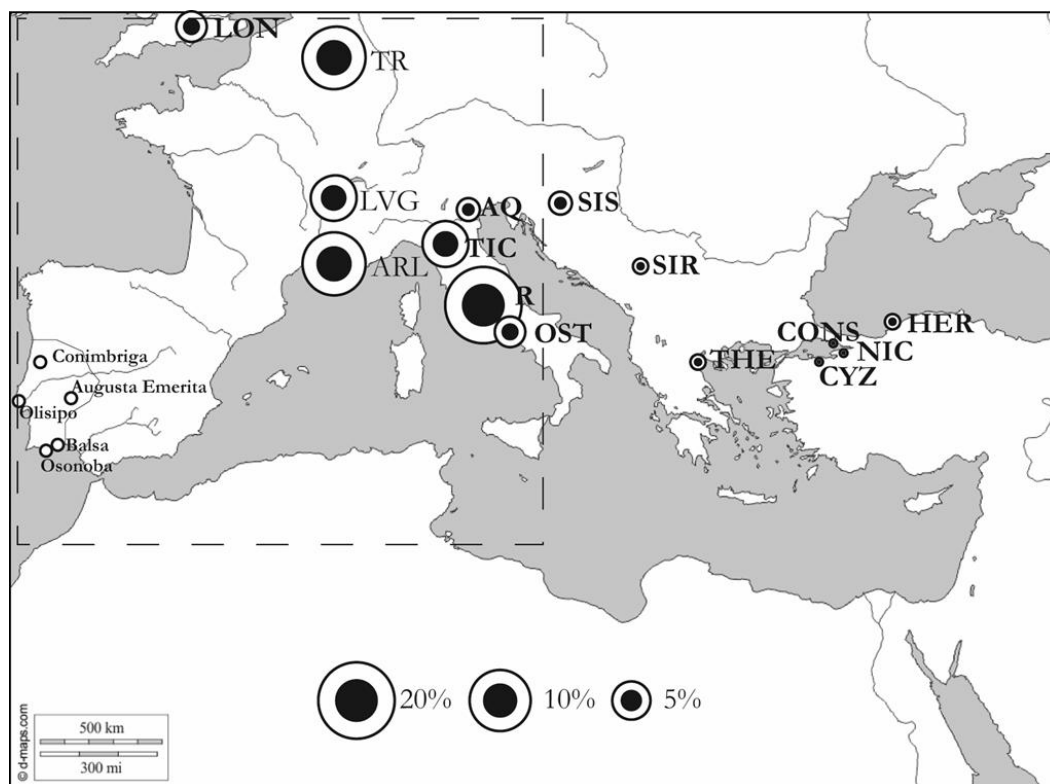 LON
TR
LVG
AQ
SIS
TIC
ARL
SIR
R
OST
HER
CONS
NIC
THE
CYZ
Conimbriga
Augusta Emerita
Olisipo
Balsa
Osonoba
20%
10%
5%
500 km
300 mi
© d-maps.com